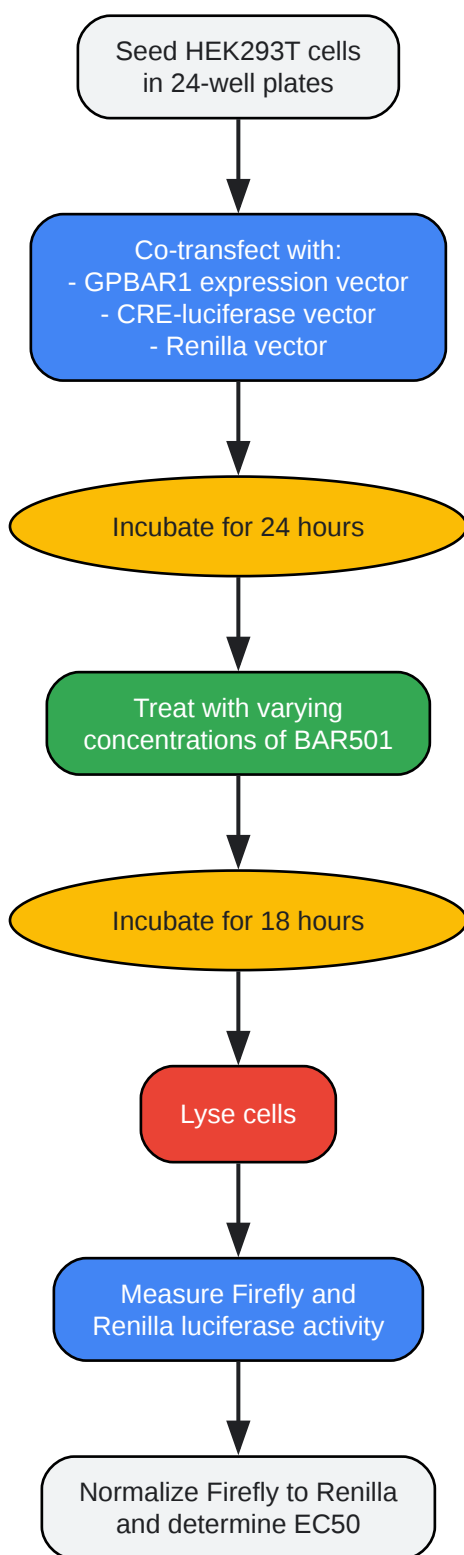 Seed HEK293T cells
in 24-well plates
Co-transfect with:
- GPBAR1 expression vector
- CRE-luciferase vector
- Renilla vector
Incubate for 24 hours
Treat with varying
concentrations of BAR501
Incubate for 18 hours
Lyse cells
Measure Firefly and
Renilla luciferase activity
Normalize Firefly to Renilla
and determine EC50